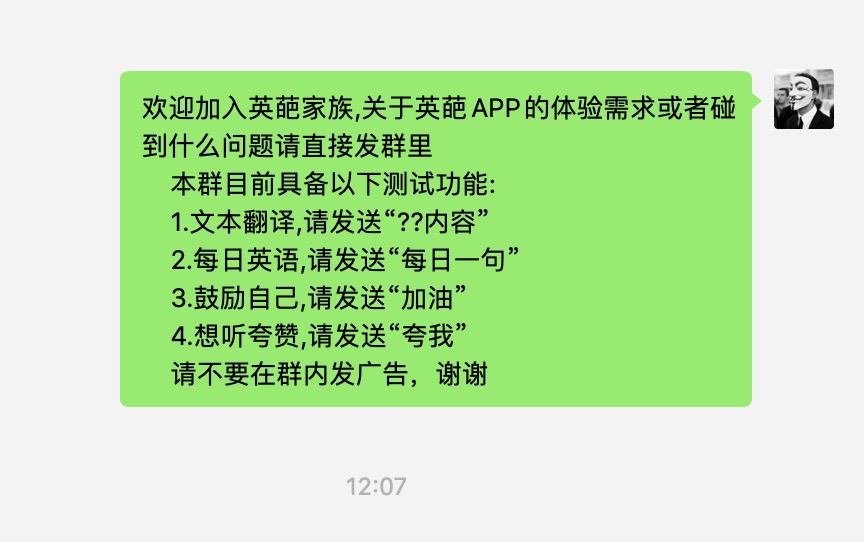 欢迎加入英葩家族,关于英葩APP的体验需求或者碰
到什么问题请直接发群里
本群目前具备以下测试功能:
1.文本翻译,请发送“??内容”
2.每日英语,请发送“每日一句”
3.鼓励自己,请发送“加油”
4.想听夸赞,请发送“夸我”
请不要在群内发广告，谢谢
12:07